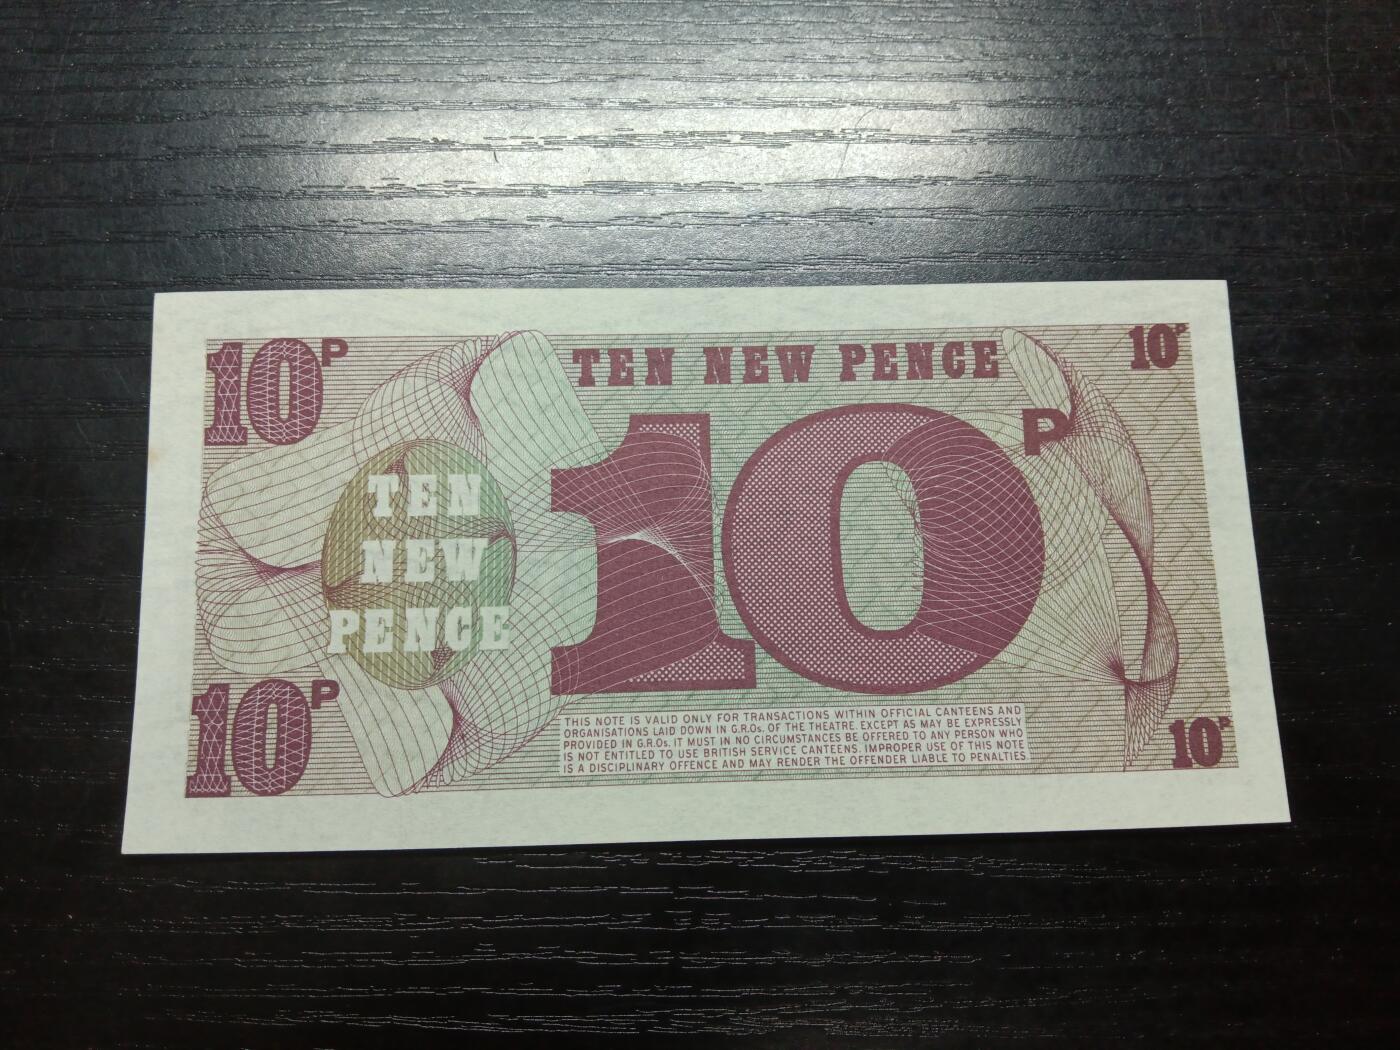 10P
TEN NEW PENCE
10P
10P
TEN
NEW
PENCE
10P
THIS NOTE IS VALID ONLY FOR TRANSACTIONS WITHIN OFFICIAL CANTEENS AND
ORGANISATIONS LAID DOWN IN G.R.Os. OF THE THEATRE. EXCEPT AS MAY BE EXPRESSLY
PROVIDED IN G.R.Os. IT MUST IN NO CIRCUMSTANCES BE OFFERED TO ANY PERSON WHO
IS NOT ENTITLED TO USE BRITISH SERVICE CANTEENS. IMPROPER USE OF THIS NOTE
IS A DISCIPLINARY OFFENCE AND MAY RENDER THE OFFENDER LIABLE TO PENALTIES
10P